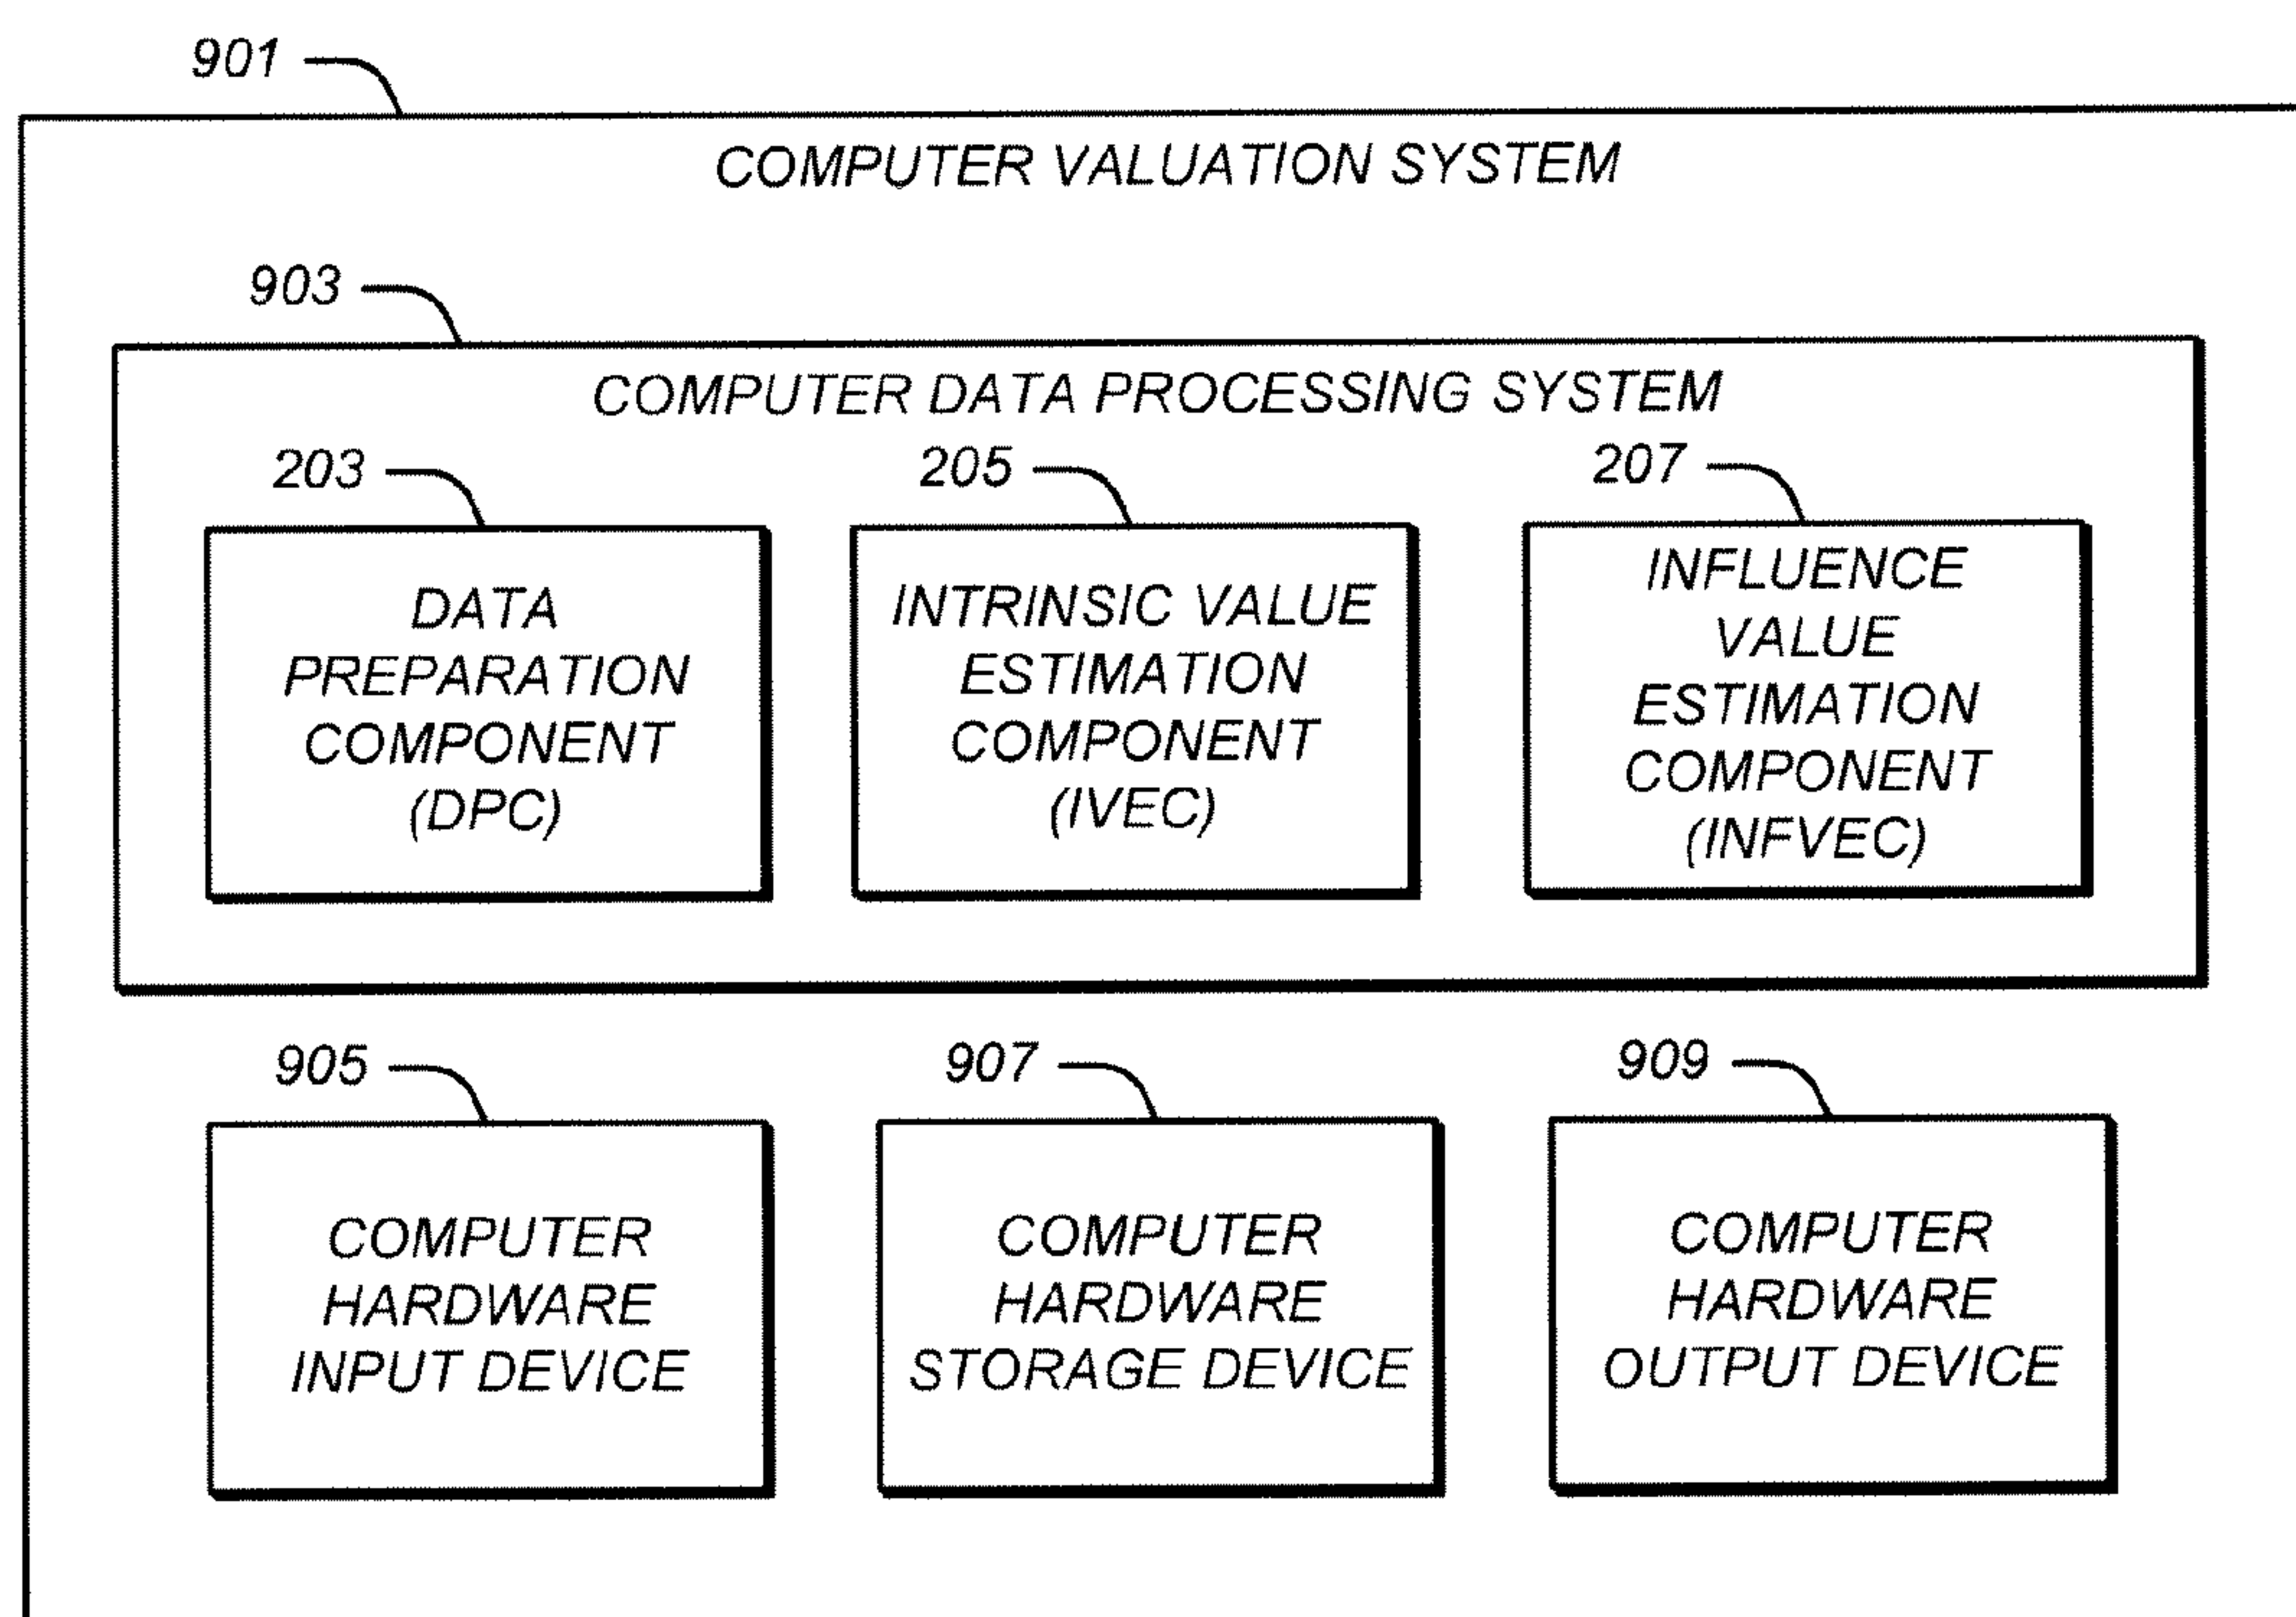 901
COMPUTER VALUATION SYSTEM
903
COMPUTER DATA PROCESSING SYSTEM
203
DATA
PREPARATION
COMPONENT
(DPC)
205
INTRINSIC VALUE
ESTIMATION
COMPONENT
(IVEC)
207
INFLUENCE
VALUE
ESTIMATION
COMPONENT
(INFVEC)
905
COMPUTER
HARDWARE
INPUT DEVICE
907
COMPUTER
HARDWARE
STORAGE DEVICE
909
COMPUTER
HARDWARE
OUTPUT DEVICE